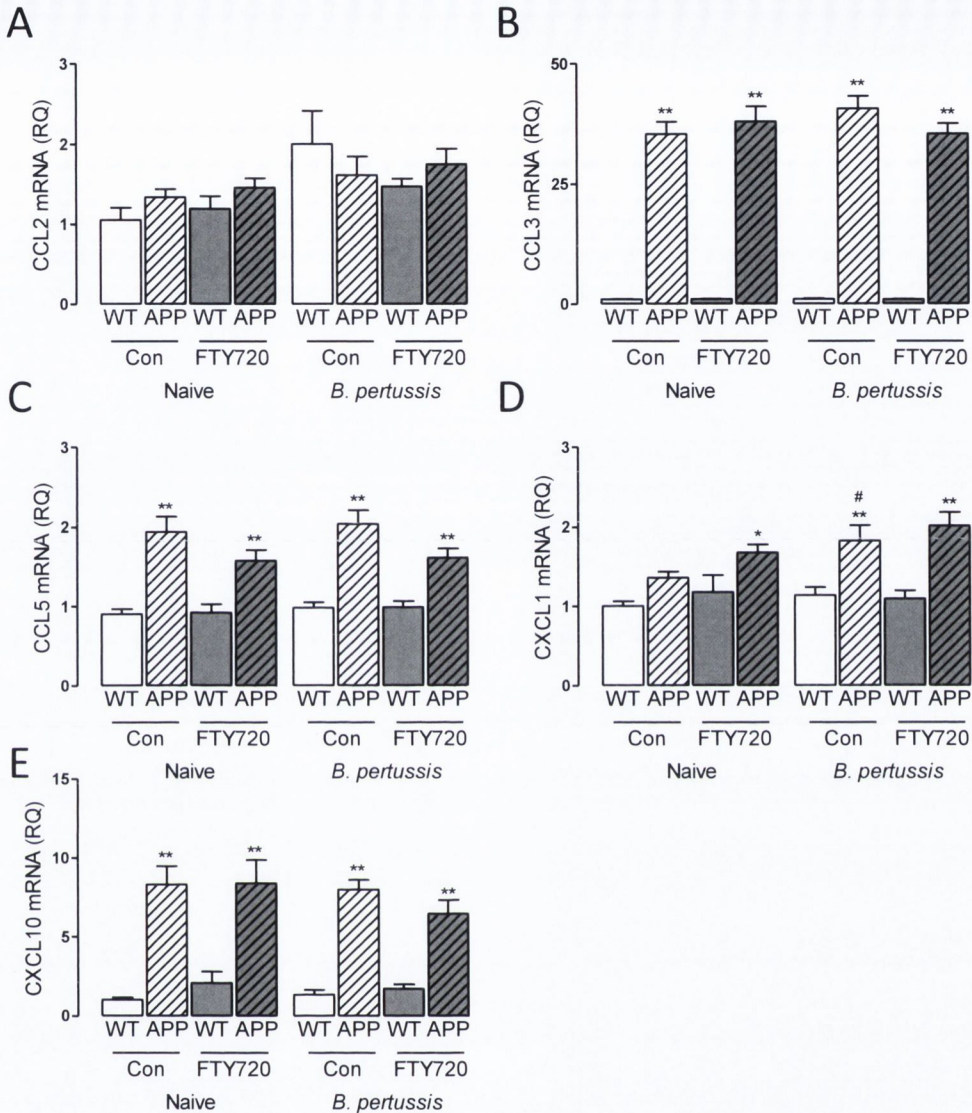 A
CCL2 mRNA (RQ)
3
2
1
0
WT APP WT APP WT APP WT APP
Con FTY720 Con FTY720
Naive B. pertussis
B
CCL3 mRNA (RQ)
50
25
0
** ** ** **
WT APP WT APP WT APP WT APP
Con FTY720 Con FTY720
Naive B. pertussis
C
CCL5 mRNA (RQ)
3
2
1
0
** ** ** **
WT APP WT APP WT APP WT APP
Con FTY720 Con FTY720
Naive B. pertussis
D
CXCL1 mRNA (RQ)
3
2
1
0
#
* ** **
WT APP WT APP WT APP WT APP
Con FTY720 Con FTY720
Naive B. pertussis
E
CXCL10 mRNA (RQ)
15
10
5
0
** ** ** **
WT APP WT APP WT APP WT APP
Con FTY720 Con FTY720
Naive B. pertussis